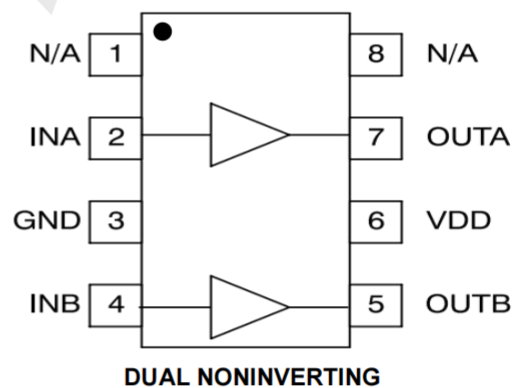 N/A 1 8 N/A
INA 2 7 OUTA
GND 3 6 VDD
INB 4 5 OUTB
DUAL NONINVERTING